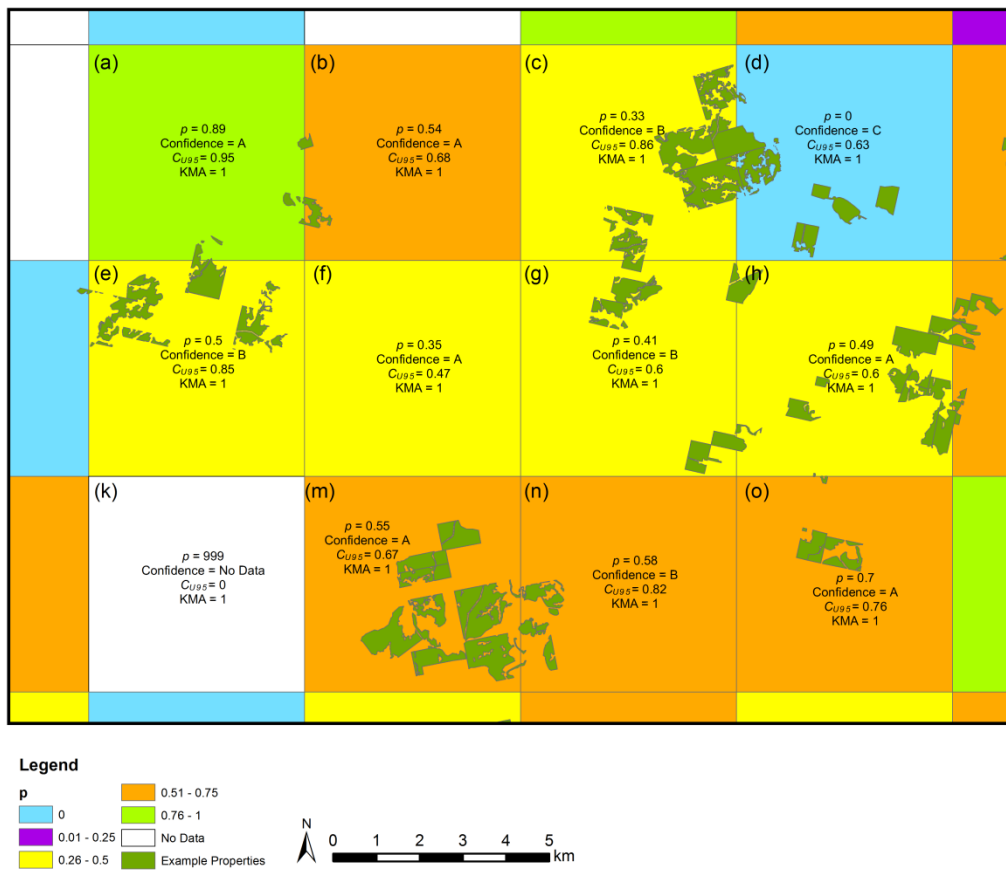 (a)
p = 0.89
Confidence = A
CU95 = 0.95
KMA = 1
(b)
p = 0.54
Confidence = A
CU95 = 0.68
KMA = 1
(c)
p = 0.33
Confidence = B
CU95 = 0.86
KMA = 1
(d)
p = 0
Confidence = C
CU95 = 0.63
KMA = 1
(e)
p = 0.5
Confidence = B
CU95 = 0.85
KMA = 1
(f)
p = 0.35
Confidence = A
CU95 = 0.47
KMA = 1
(g)
p = 0.41
Confidence = B
CU95 = 0.6
KMA = 1
(h)
p = 0.49
Confidence = A
CU95 = 0.6
KMA = 1
(k)
p = 999
Confidence = No Data
CU95 = 0
KMA = 1
(m)
p = 0.55
Confidence = A
CU95 = 0.67
KMA = 1
(n)
p = 0.58
Confidence = B
CU95 = 0.82
KMA = 1
(o)
p = 0.7
Confidence = A
CU95 = 0.76
KMA = 1
Legend
p
0
0.01 - 0.25
0.26 - 0.5
0.51 - 0.75
0.76 - 1
No Data
Example Properties
N
0 1 2 3 4 5
km